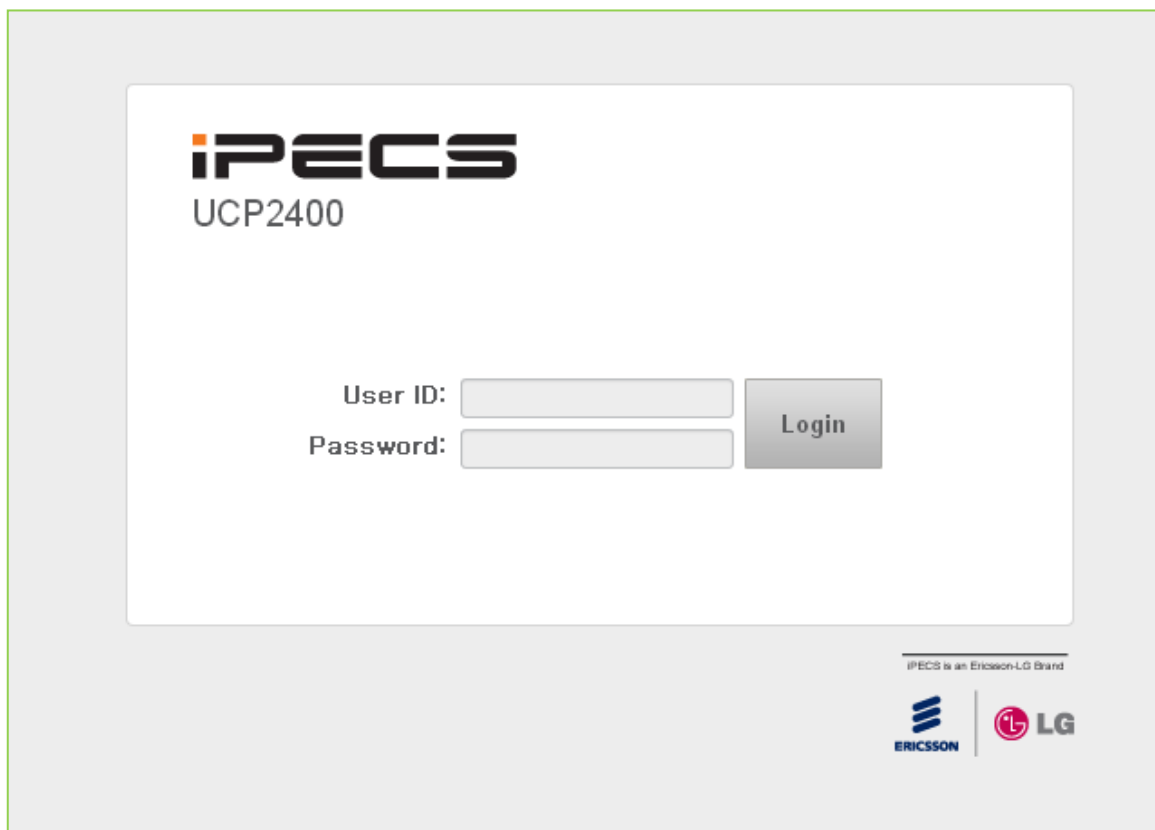 iPECS
UCP2400
User ID:
Password:
Login
iPECS is an Ericsson-LG Brand
ERICSSON
LG